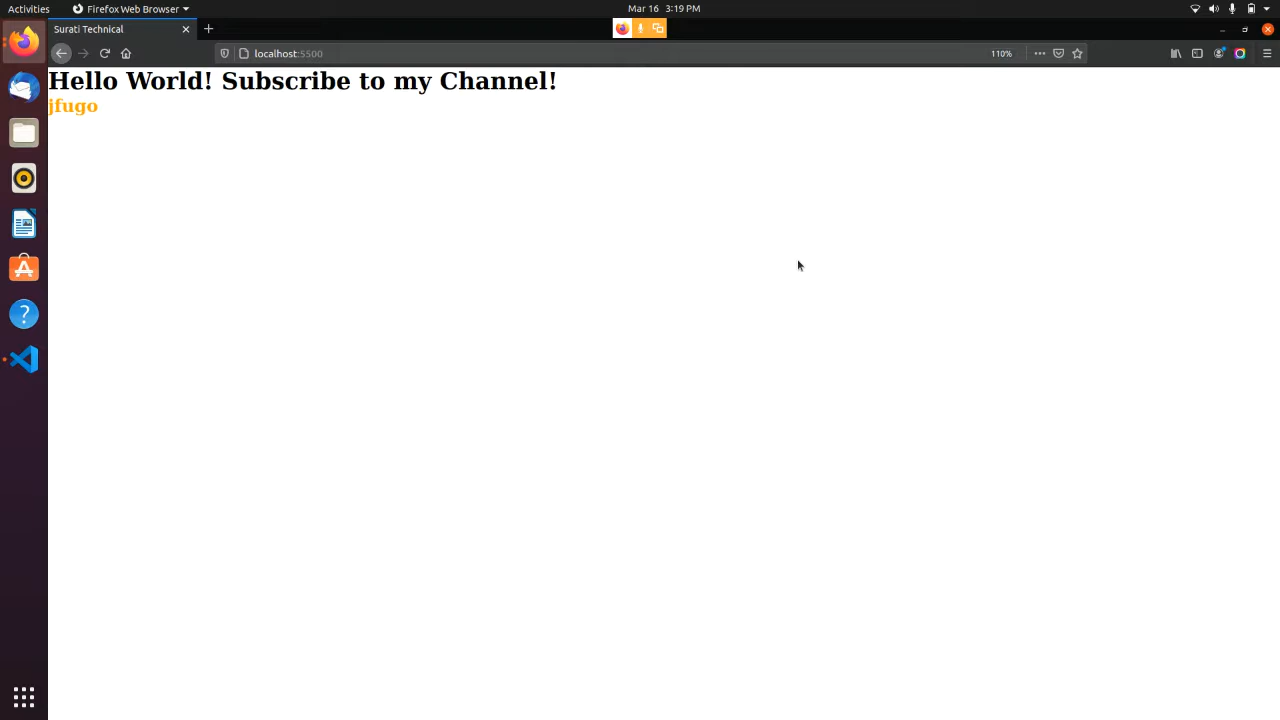 Activities
Firefox Web Browser
Mar 16 3:19 PM
Surati Technical
localhost:5500
110%
Hello World! Subscribe to my Channel!
jfugo